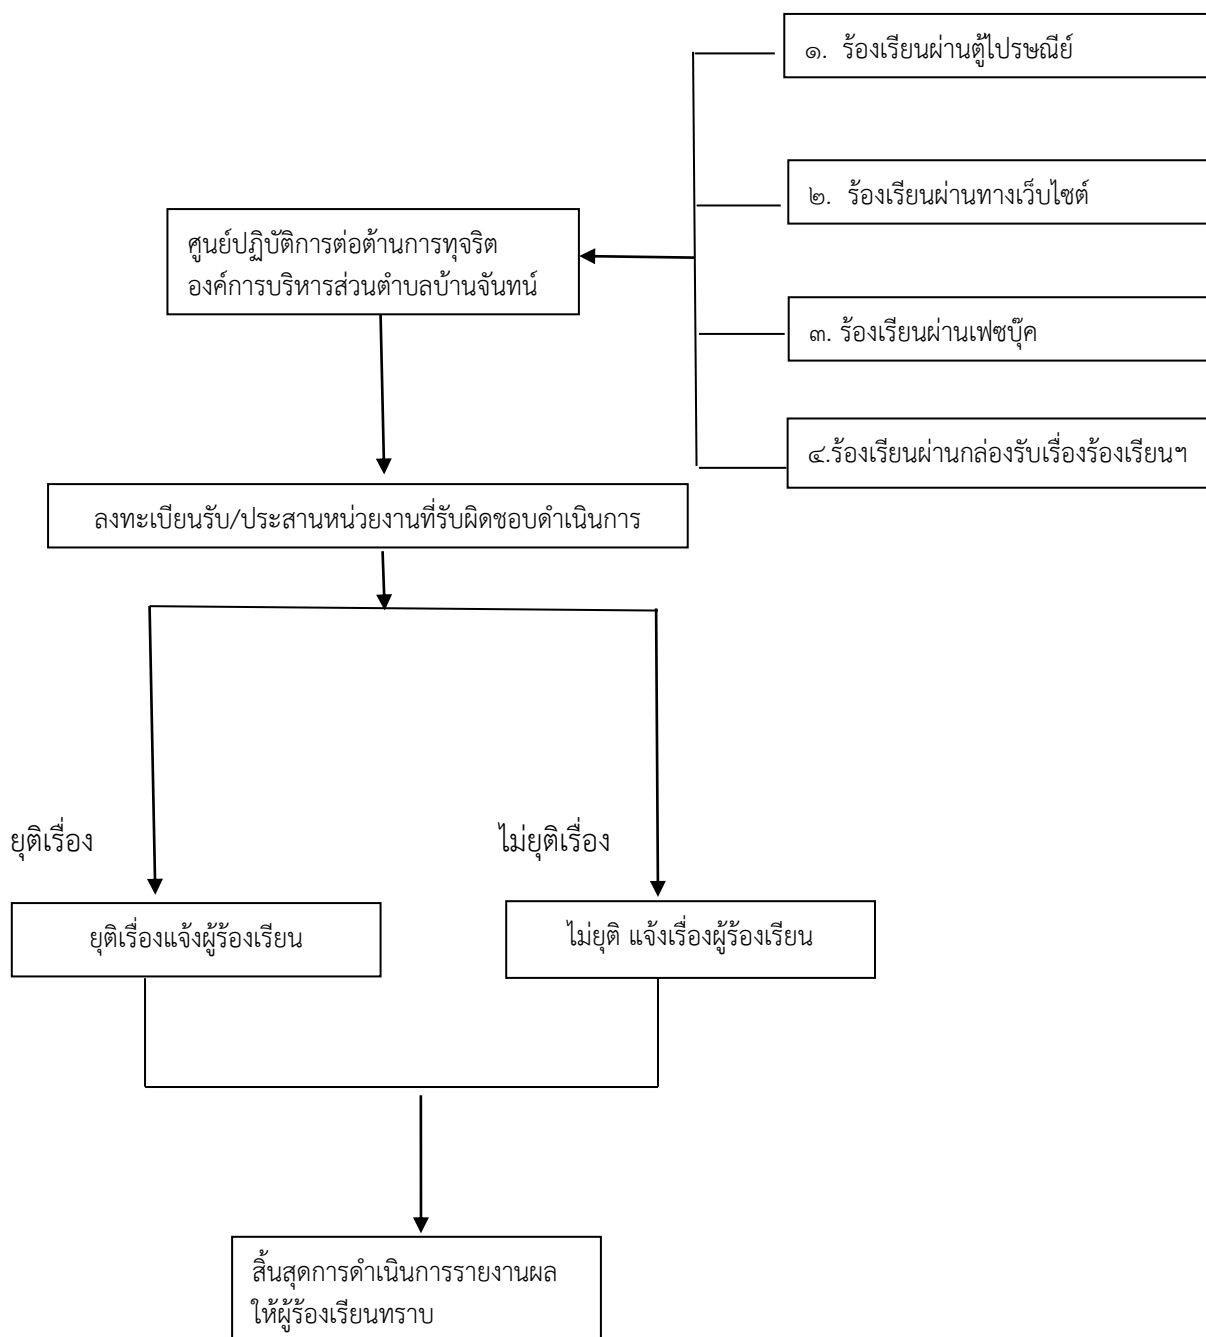 ๑.  ร้องเรียนผ่านตู้ไปรษณีย์
๒.  ร้องเรียนผ่านทางเว็บไซต์
ศูนย์ปฏิบัติการต่อต้านการทุจริต
องค์การบริหารส่วนตำบลบ้านจันทน์
๓. ร้องเรียนผ่านเฟซบุ๊ค
๔.ร้องเรียนผ่านกล่องรับเรื่องร้องเรียนฯ
ลงทะเบียนรับ/ประสานหน่วยงานที่รับผิดชอบดำเนินการ
ยุติเรื่อง
ไม่ยุติเรื่อง
ยุติเรื่องแจ้งผู้ร้องเรียน
ไม่ยุติ แจ้งเรื่องผู้ร้องเรียน
สิ้นสุดการดำเนินการรายงานผล
ให้ผู้ร้องเรียนทราบ